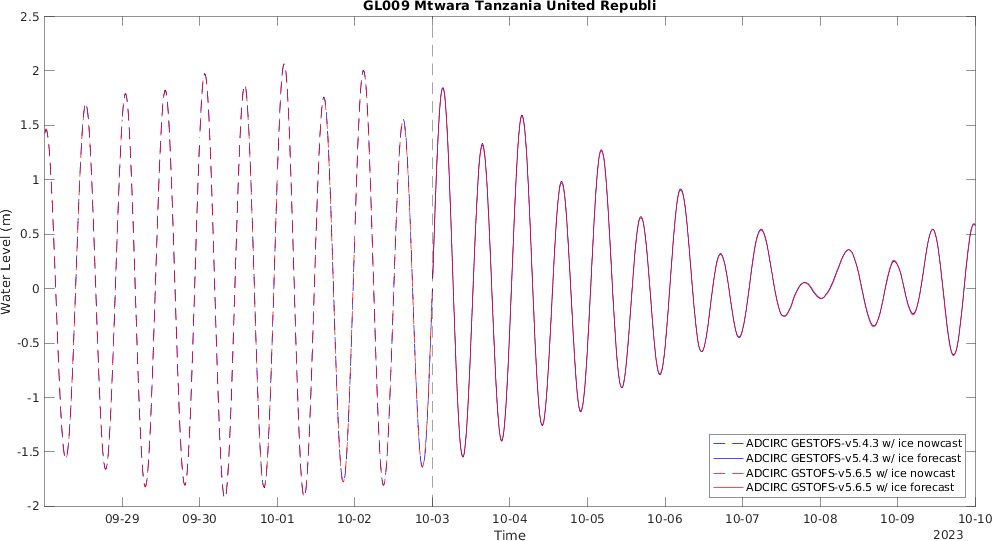 GL009 Mtwara Tanzania United Republi
2.5
2
1.5
1
0.5
0
-0.5
-1
-1.5
-2
Water Level (m)
09-29 09-30 10-01 10-02 10-03 10-04 10-05 10-06 10-07 10-08 10-09 10-10
Time
2023
ADCIRC GESTOFS-v5.4.3 w/ ice nowcast
ADCIRC GESTOFS-v5.4.3 w/ ice forecast
ADCIRC GSTOFS-v5.6.5 w/ ice nowcast
ADCIRC GSTOFS-v5.6.5 w/ ice forecast